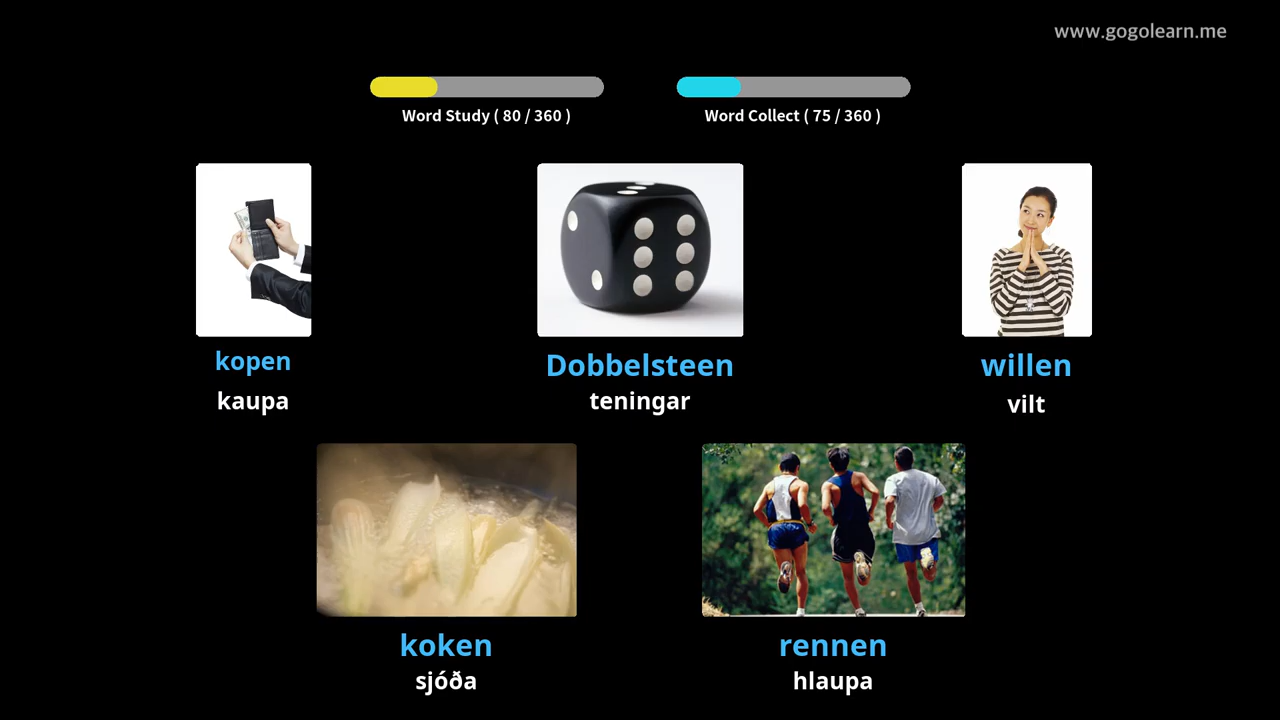 www.gogolearn.me
Word Study ( 80 / 360 )
Word Collect ( 75 / 360 )
kopen
kaupa
Dobbelsteen
teningar
willen
vilt
koken
sjóða
rennen
hlaupa